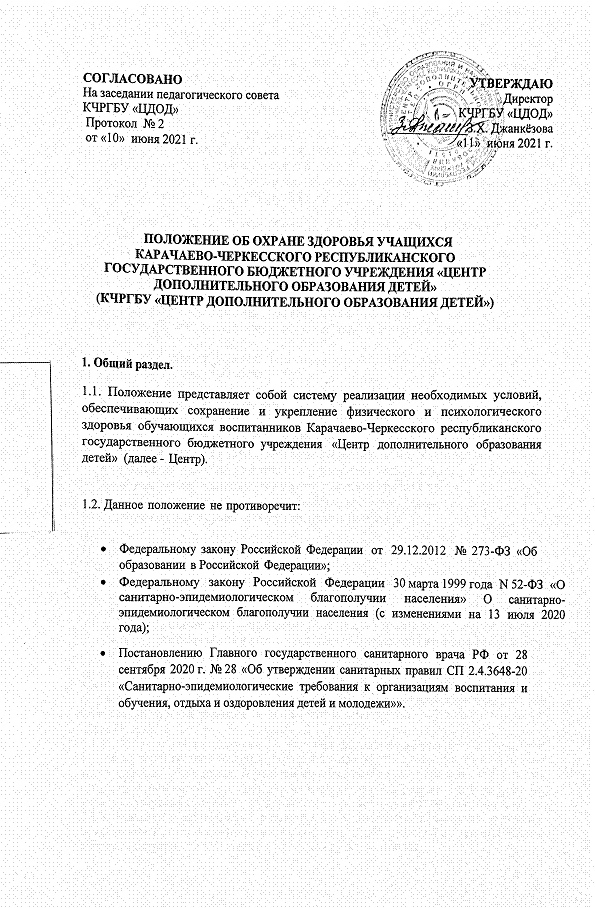 СОГЛАСОВАНО
На заседании педагогического совета
КЧРГБУ «ЦДОД»
Протокол № 2
от «10» июня 2021 г.
УТВЕРЖДАЮ
Директор
КЧРГБУ «ЦДОД»
Джанкёзова
«11» июня 2021 г.
ПОЛОЖЕНИЕ ОБ ОХРАНЕ ЗДОРОВЬЯ УЧАЩИХСЯ
КАРАЧАЕВО-ЧЕРКЕССКОГО РЕСПУБЛИКАНСКОГО
ГОСУДАРСТВЕННОГО БЮДЖЕТНОГО УЧРЕЖДЕНИЯ «ЦЕНТР
ДОПОЛНИТЕЛЬНОГО ОБРАЗОВАНИЯ ДЕТЕЙ»
(КЧРГБУ «ЦЕНТР ДОПОЛНИТЕЛЬНОГО ОБРАЗОВАНИЯ ДЕТЕЙ»)
1. Общий раздел.
1.1. Положение представляет собой систему реализации необходимых условий,
обеспечивающих сохранение и укрепление физического и психологического
здоровья обучающихся воспитанников Карачаево-Черкесского республиканского
государственного бюджетного учреждения «Центр дополнительного образования
детей» (далее - Центр).
1.2. Данное положение не противоречит:
• Федеральному закону Российской Федерации от 29.12.2012 № 273-ФЗ «Об
образовании в Российской Федерации»;
• Федеральному закону Российской Федерации 30 марта 1999 года N 52-ФЗ «О
санитарно-эпидемиологическом благополучии населения» О санитарно-
эпидемиологическом благополучии населения (с изменениями на 13 июля 2020
года);
• Постановлению Главного государственного санитарного врача РФ от 28
сентября 2020 г. № 28 «Об утверждении санитарных правил СП 2.4.3648-20
«Санитарно-эпидемиологические требования к организациям воспитания и
обучения, отдыха и оздоровления детей и молодежи»».